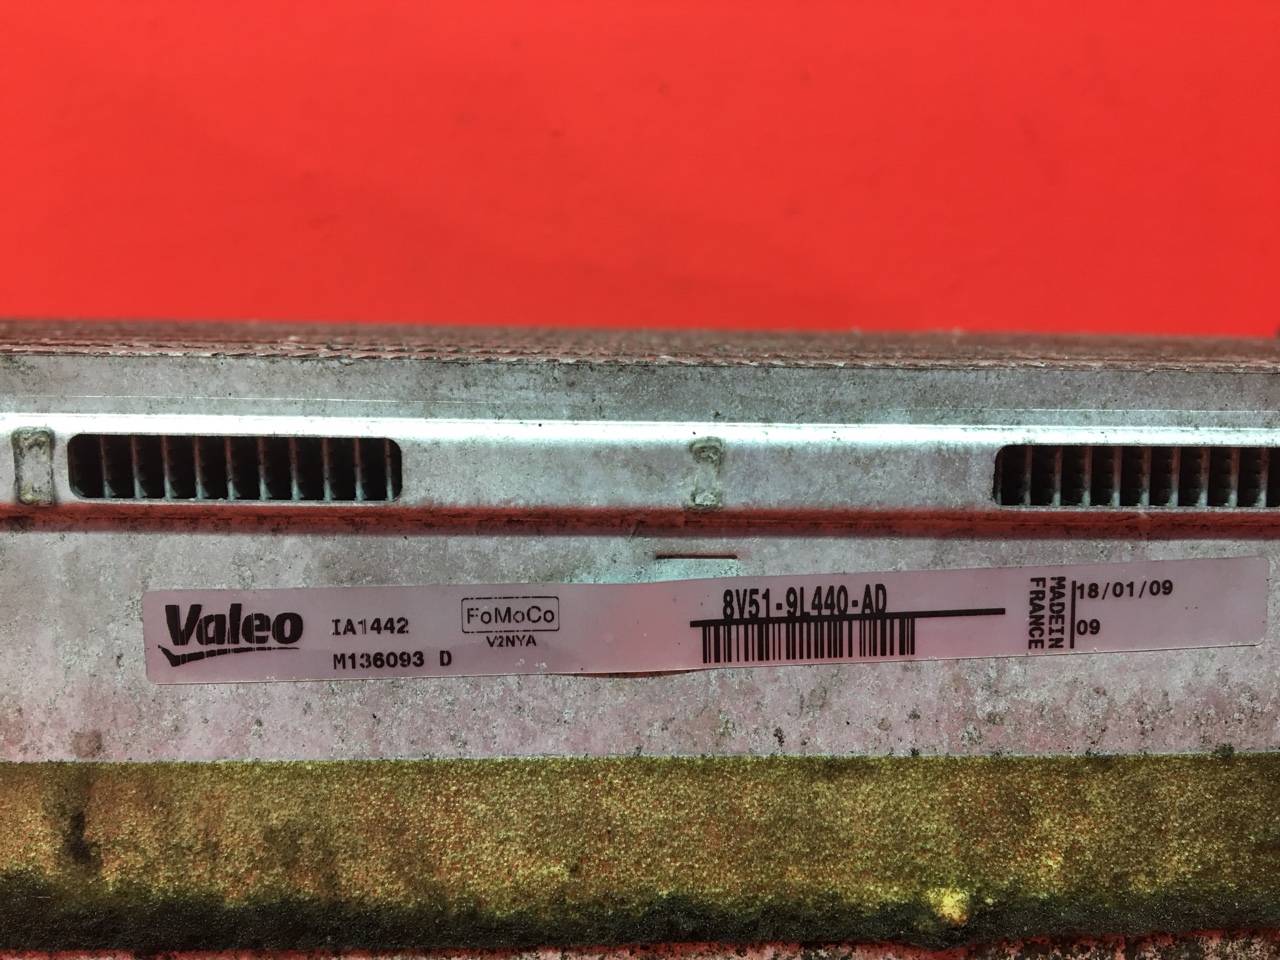 Valeo
IA1442
M136093 D
FoMoCo
V2NYA
8V51-9L440-AD
MADE IN
FRANCE
18/01/09
09